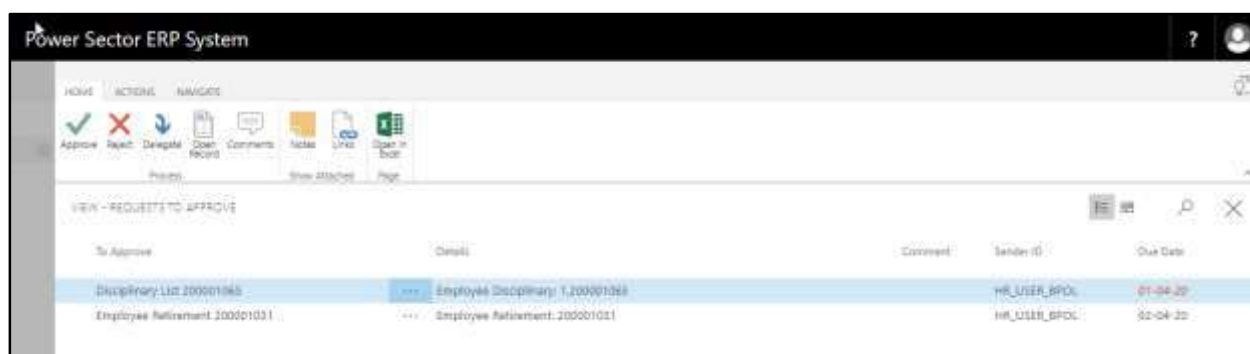 Power Sector ERP System ?
HOME ACTIONS NAVIGATE
Approve Reject Delegate Open Record Comments Notes Links Open in Excel
Process Show Attached Page
VIEW - REQUESTS TO APPROVE
To Approve Details Comment Sender ID Due Date
Disciplinary List 200001065 ... Employee Disciplinary: 1,200001065 HR_USER_BPOL 01-04-20
Employee Retirement 200001031 ... Employee Retirement: 200001031 HR_USER_BPOL 02-04-20